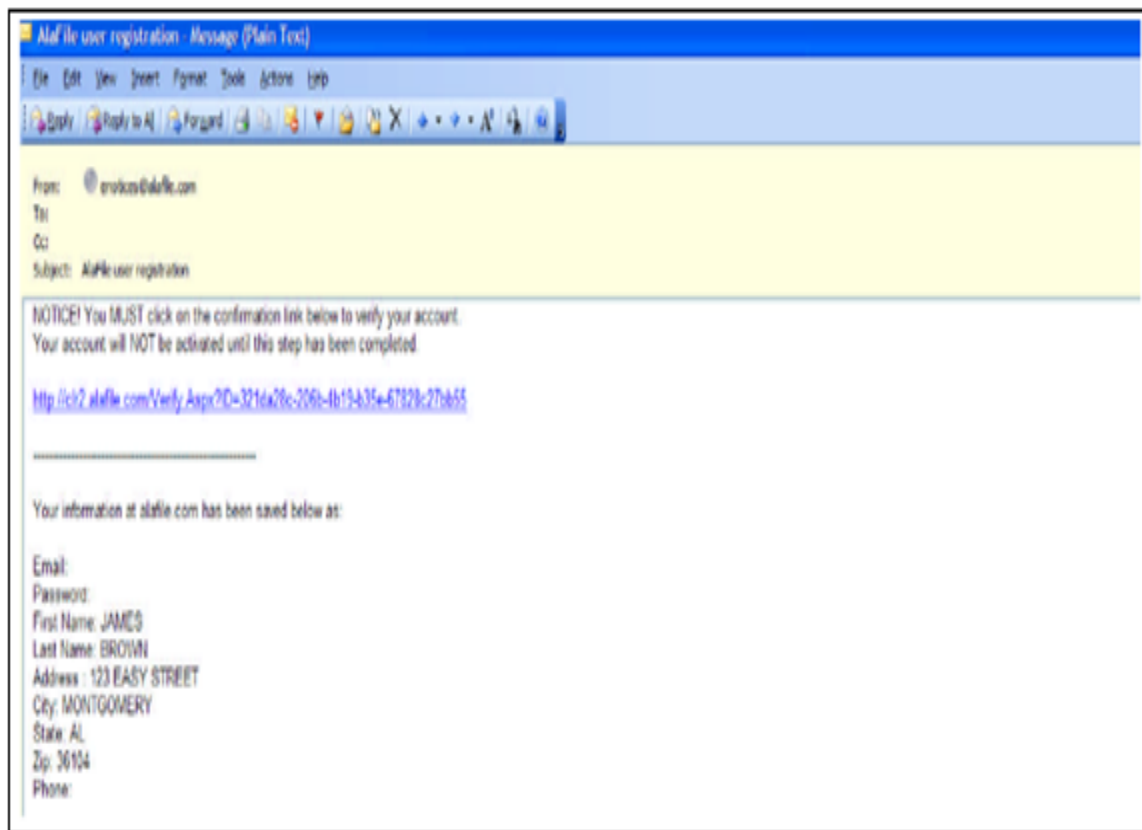 AlaFile user registration - Message (Plain Text)
File Edit View Insert Format Tools Actions Help
Reply Reply to All Forward
From: enotices@alafile.com
To:
Cc:
Subject: AlaFile user registration
NOTICE! You MUST click on the confirmation link below to verify your account.
Your account will NOT be activated until this step has been completed.
Your information at alafile.com has been saved below as:
Email:
Password:
First Name: JAMES
Last Name: BROWN
Address : 123 EASY STREET
City: MONTGOMERY
State: AL
Zip: 36104
Phone: